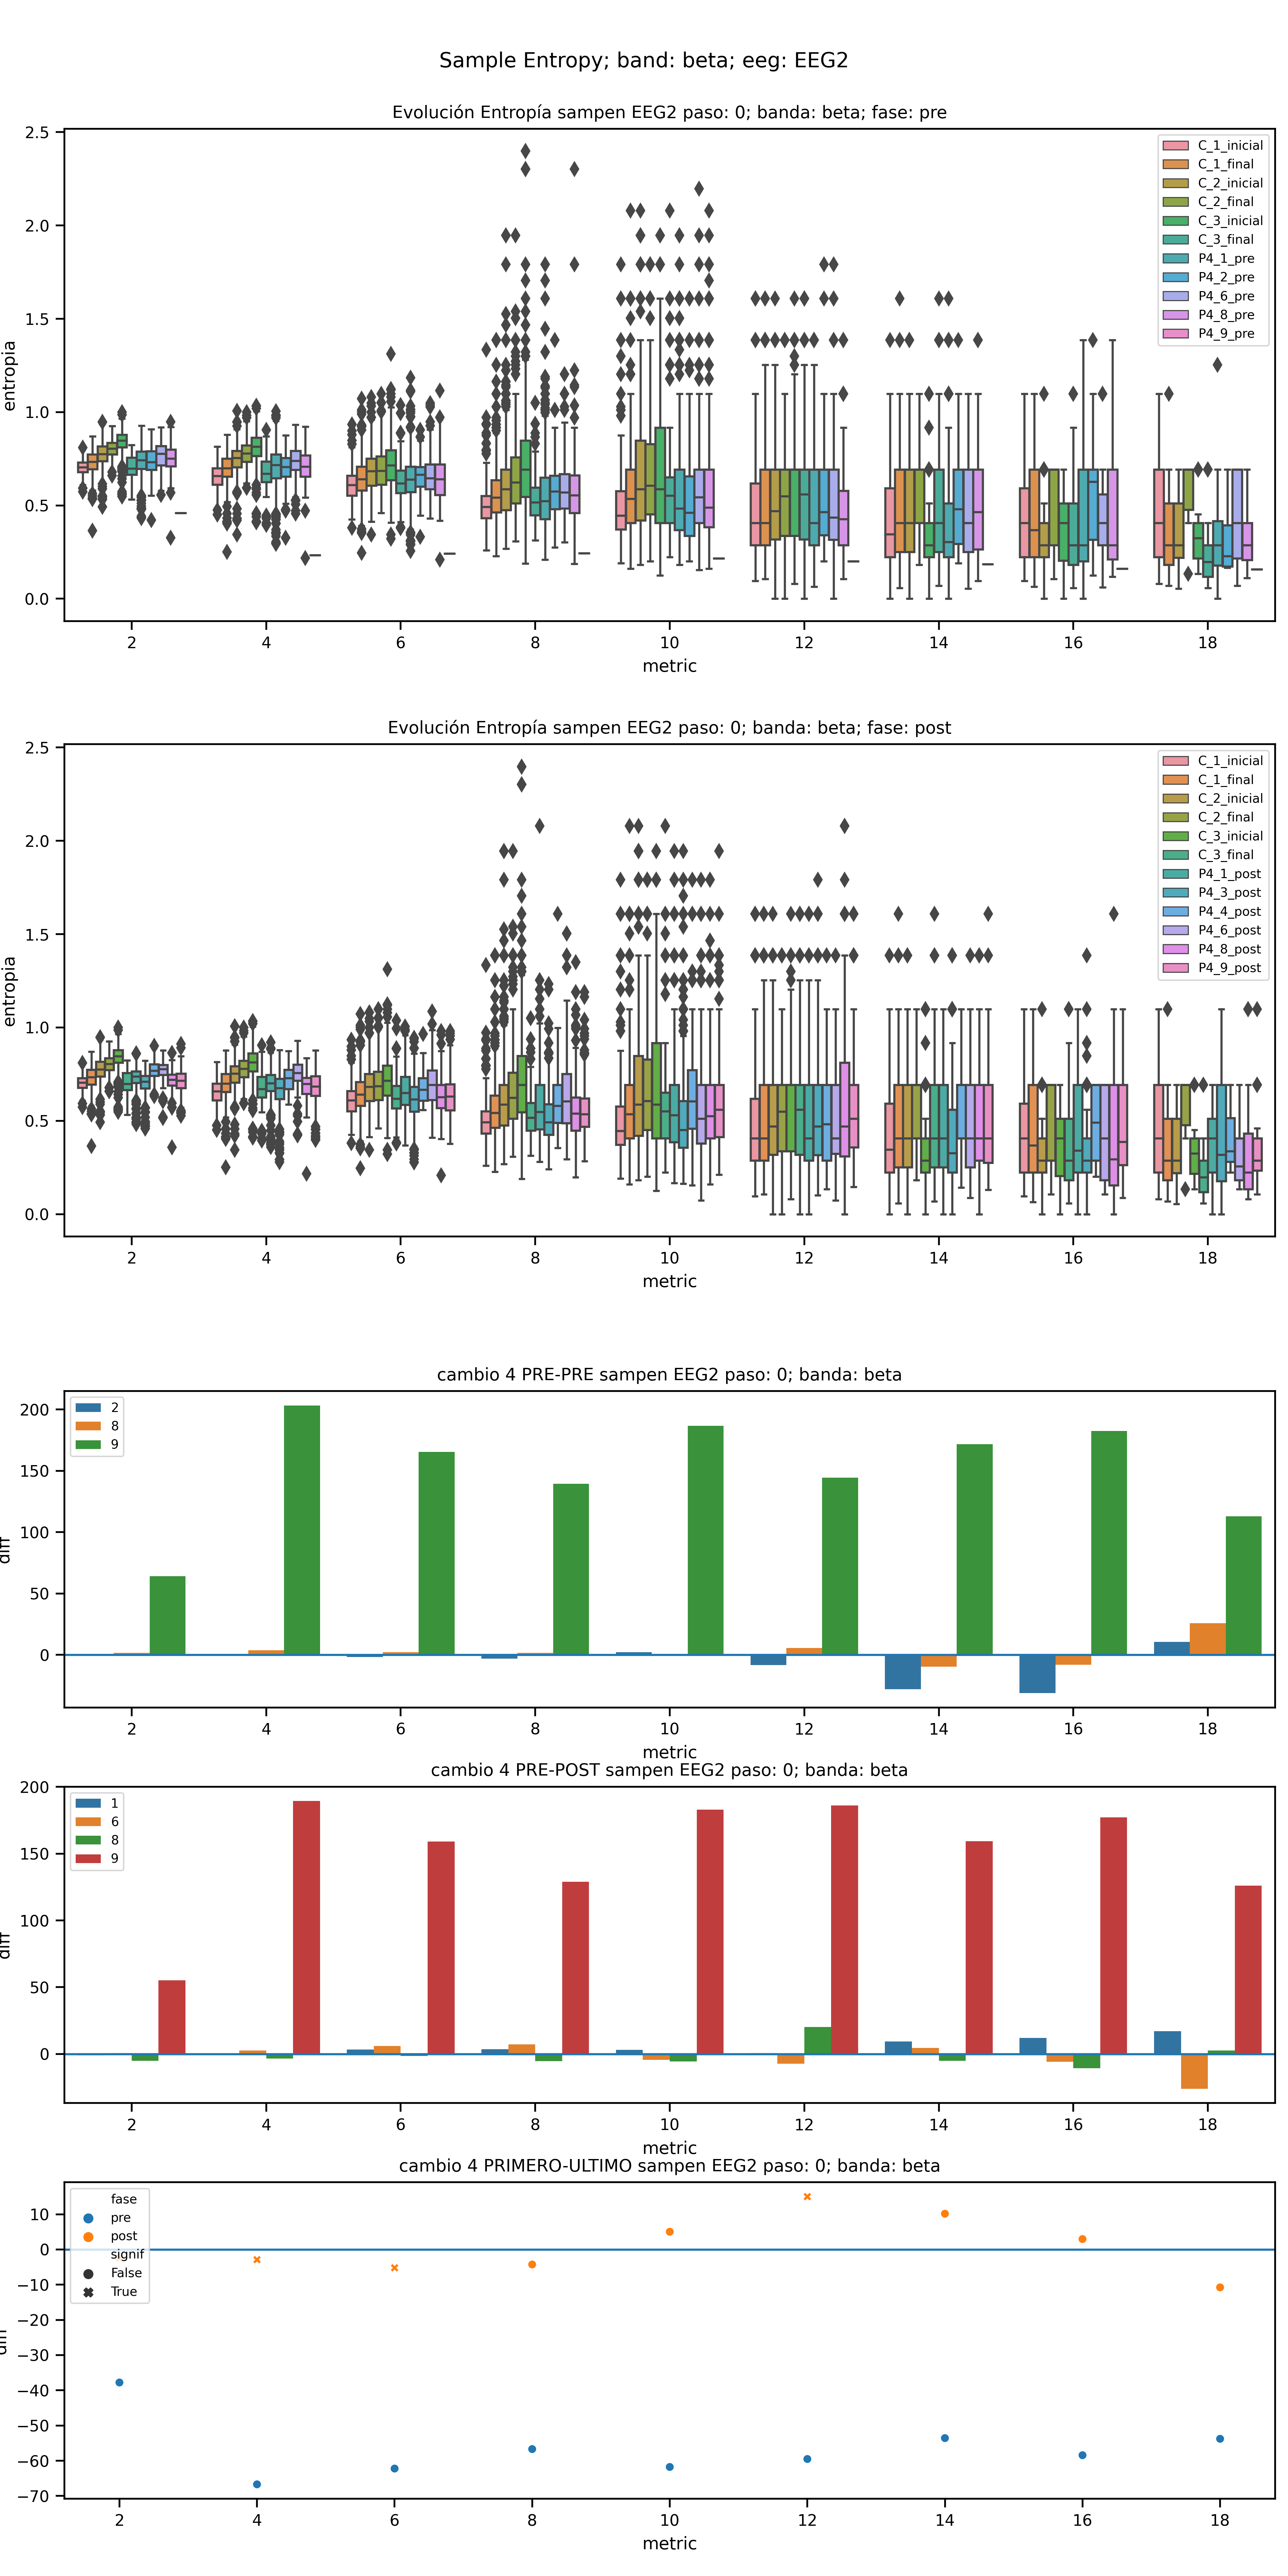 Sample Entropy; band: beta; eeg: EEG2
Evolución Entropía sampen EEG2 paso: 0; banda: beta; fase: pre
entropia
2.5
2.0
1.5
1.0
0.5
0.0
C_1_inicial
C_1_final
C_2_inicial
C_2_final
C_3_inicial
C_3_final
P4_1_pre
P4_2_pre
P4_6_pre
P4_8_pre
P4_9_pre
2 4 6 8 10 12 14 16 18
metric
Evolución Entropía sampen EEG2 paso: 0; banda: beta; fase: post
entropia
2.5
2.0
1.5
1.0
0.5
0.0
C_1_inicial
C_1_final
C_2_inicial
C_2_final
C_3_inicial
C_3_final
P4_1_post
P4_3_post
P4_4_post
P4_6_post
P4_8_post
P4_9_post
2 4 6 8 10 12 14 16 18
metric
cambio 4 PRE-PRE sampen EEG2 paso: 0; banda: beta
diff
200
150
100
50
0
2
8
9
2 4 6 8 10 12 14 16 18
metric
cambio 4 PRE-POST sampen EEG2 paso: 0; banda: beta
diff
200
150
100
50
0
1
6
8
9
2 4 6 8 10 12 14 16 18
metric
cambio 4 PRIMERO-ULTIMO sampen EEG2 paso: 0; banda: beta
diff
10
0
−10
−20
−30
−40
−50
−60
−70
fase
pre
post
signif
False
True
2 4 6 8 10 12 14 16 18
metric